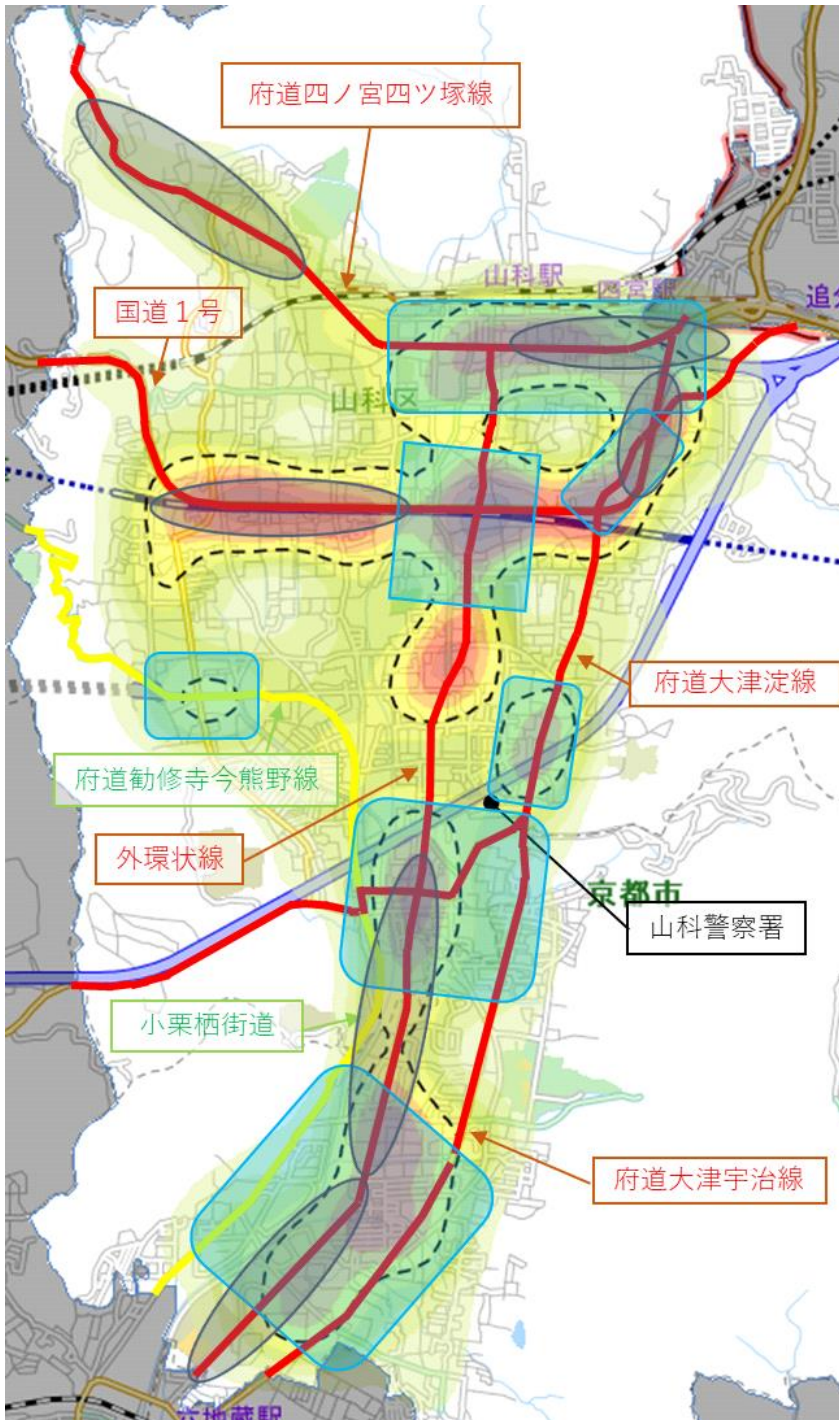 府道四ノ宮四ツ塚線
山科駅
四宮駅
国道１号
山科区
府道大津淀線
府道勧修寺今熊野線
外環状線
京都市
山科警察署
小栗栖街道
府道大津宇治線
六地蔵駅